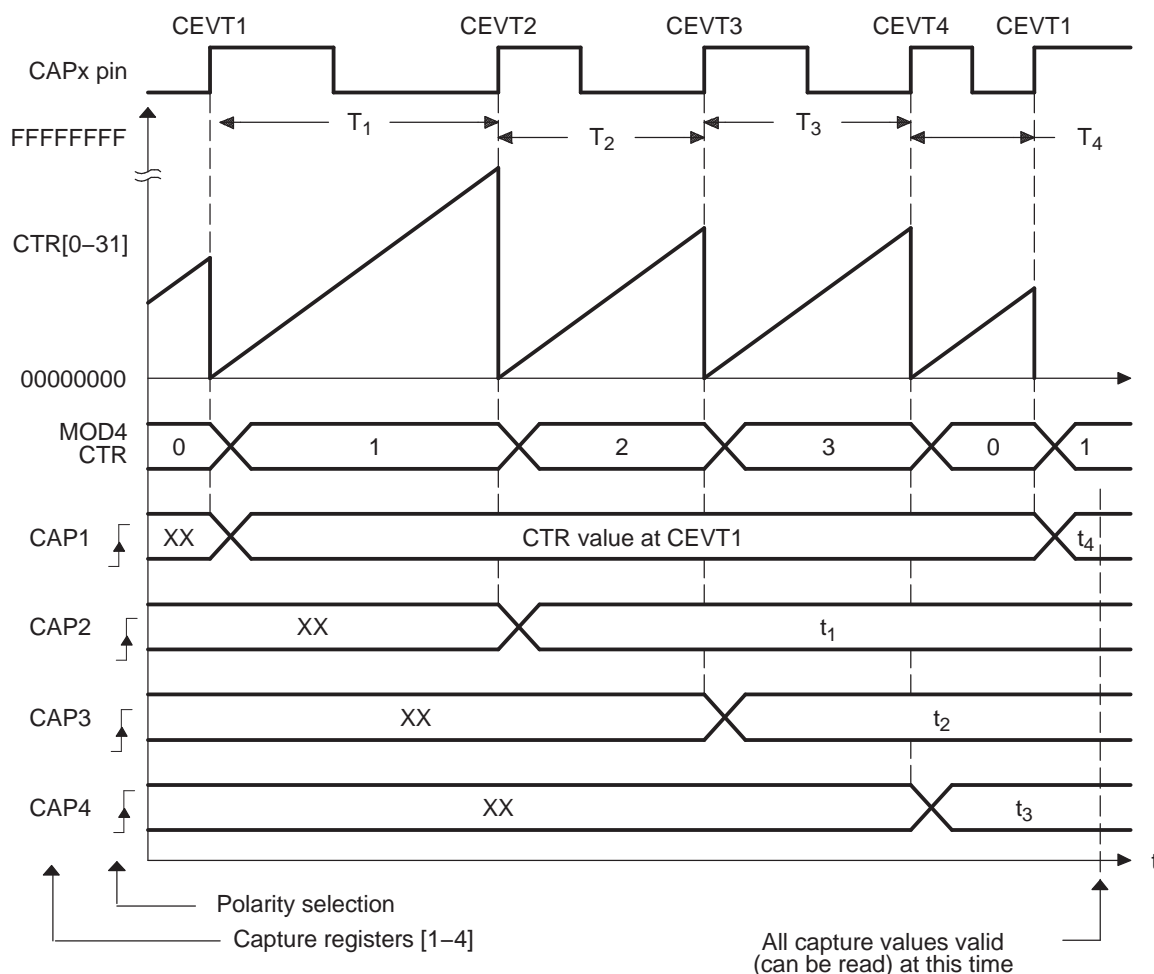 CEVT1 CEVT2 CEVT3 CEVT4 CEVT1
CAPx pin
T1 T2 T3 T4
FFFFFFFF
CTR[0–31]
00000000
MOD4
CTR
0 1 2 3 0 1
CAP1 XX CTR value at CEVT1 t4
CAP2 XX t1
CAP3 XX t2
CAP4 XX t3
t
Polarity selection
Capture registers [1–4]
All capture values valid
(can be read) at this time